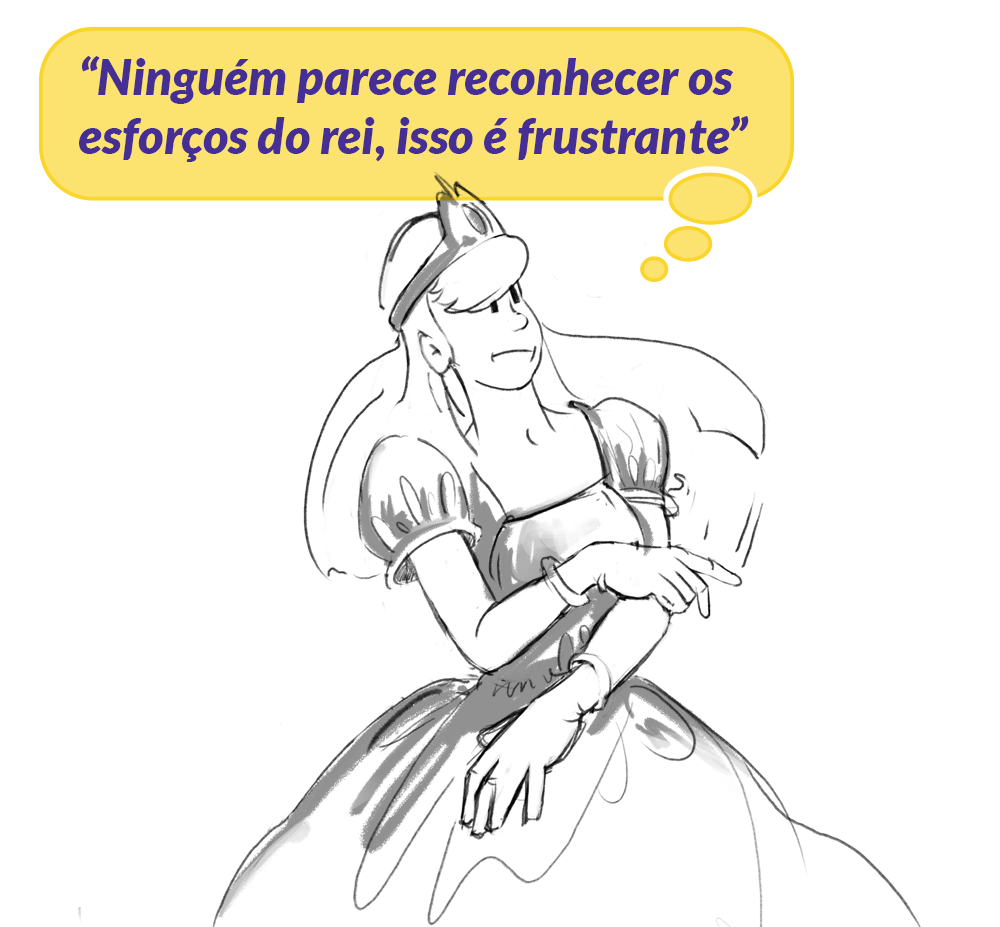 “Ninguém parece reconhecer os
esforços do rei, isso é frustrante”